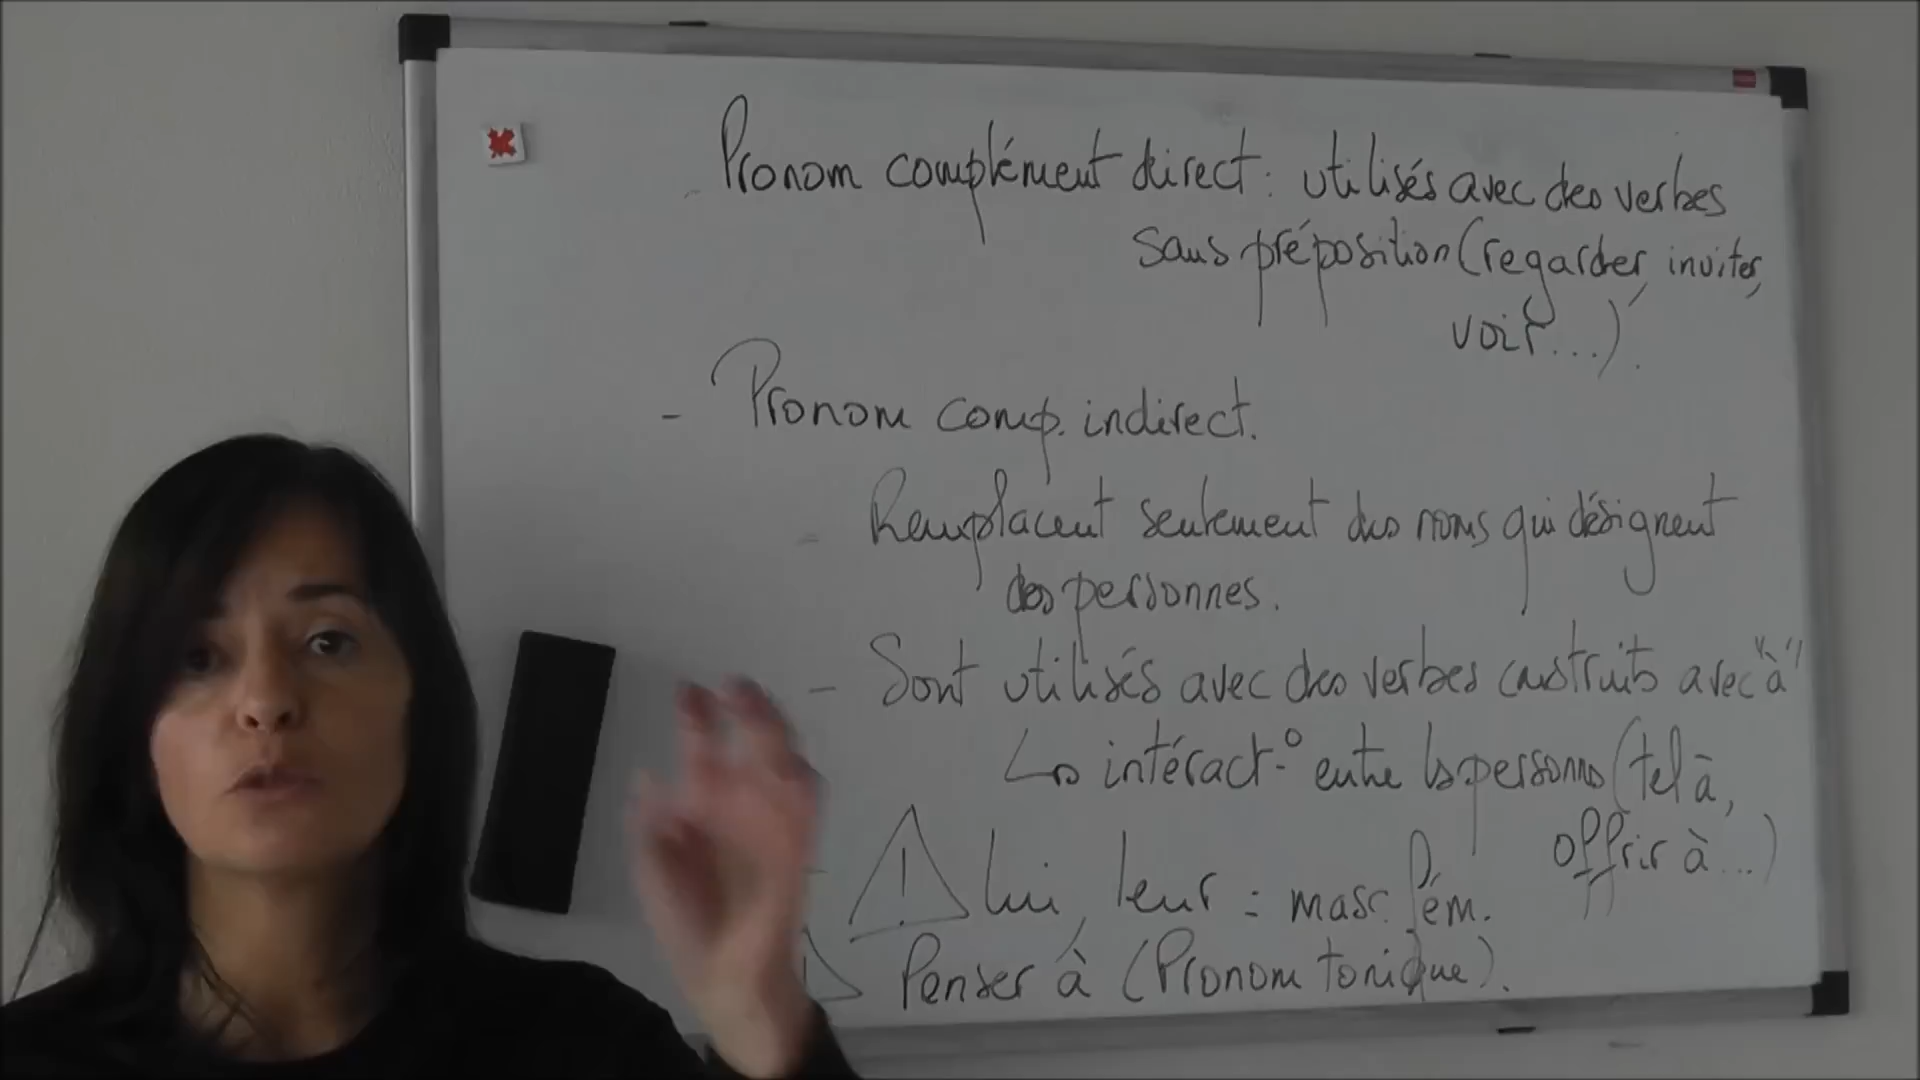 - Pronom complément direct : utilisés avec des verbes
sans préposition (regarder, inviter,
voir...).
- Pronom comp. indirect.
- Remplacent seulement des noms qui désignent
des personnes.
- Sont utilisés avec des verbes construits avec "à"
↳ intéract-° entre les personnes (tel à,
offrir à...)
- ⚠ lui, leur : masc. fém.
⚠ Penser à (Pronom tonique).